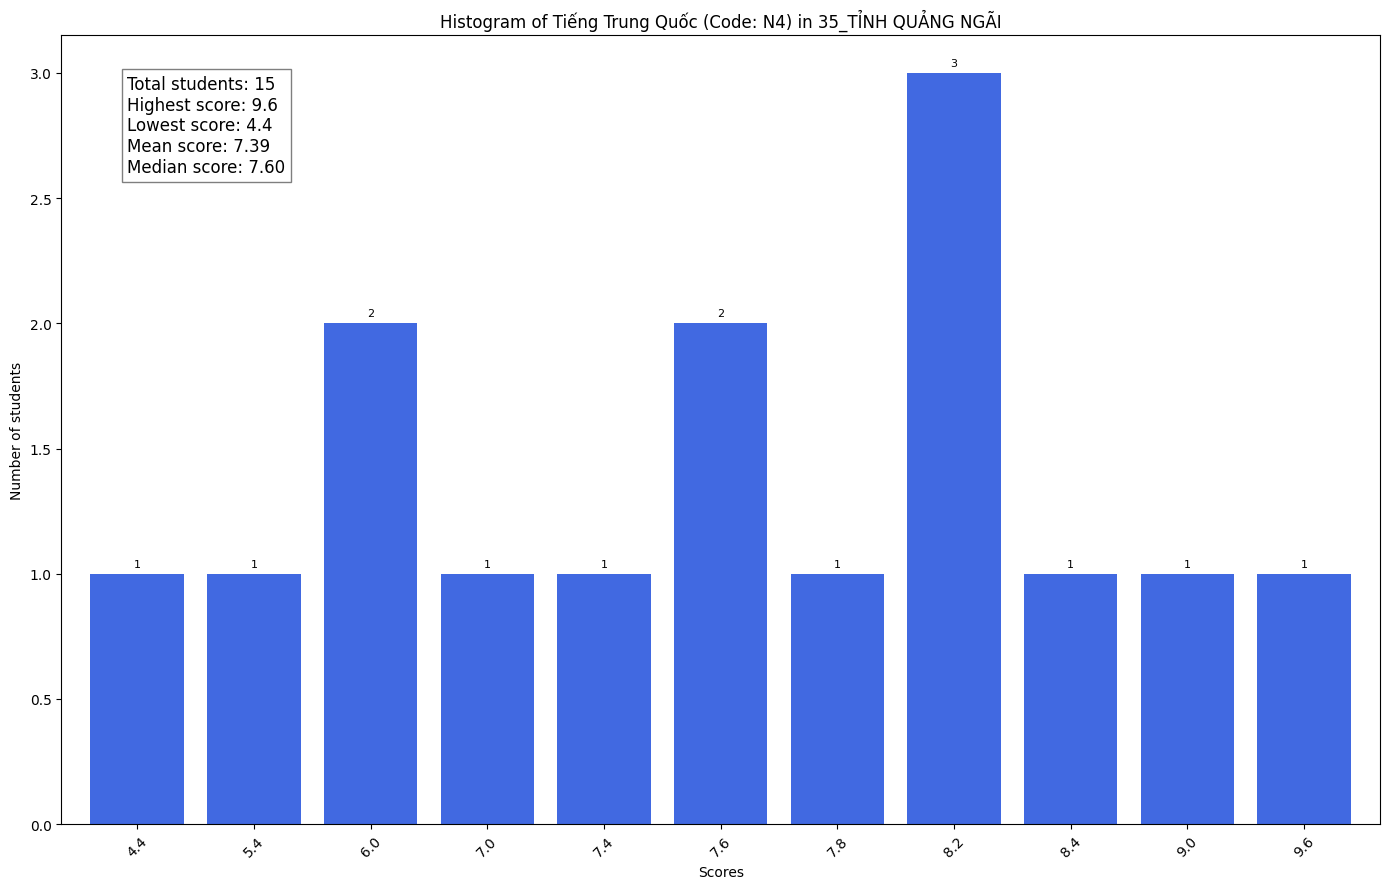 Histogram of Tiếng Trung Quốc (Code: N4) in 35_TỈNH QUẢNG NGÃI
Total students: 15
Highest score: 9.6
Lowest score: 4.4
Mean score: 7.39
Median score: 7.60
Number of students
3.0
2.5
2.0
1.5
1.0
0.5
0.0
1 1 2 1 1 2 1 3 1 1 1
4.4 5.4 6.0 7.0 7.4 7.6 7.8 8.2 8.4 9.0 9.6
Scores